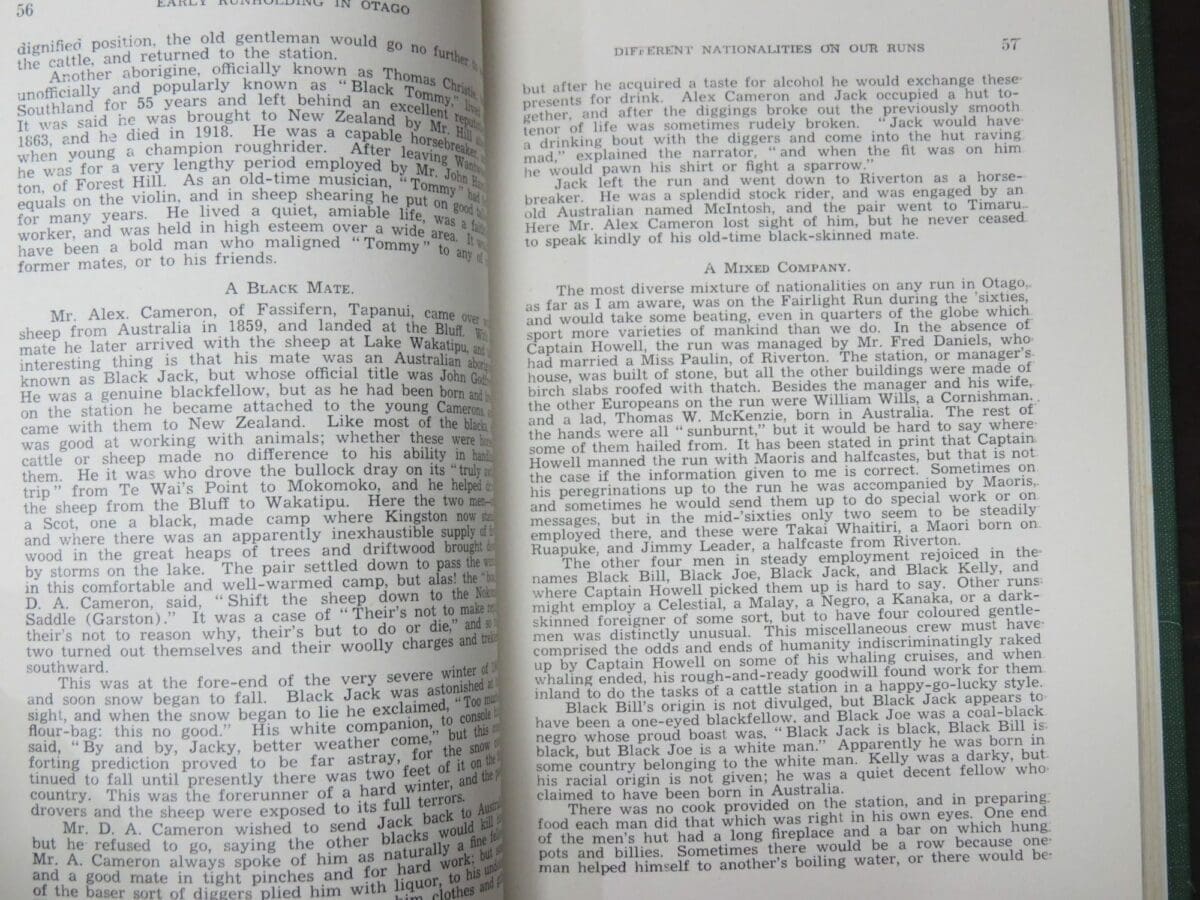 56
EARLY RUNHOLDING IN OTAGO
dignified position, the old gentleman would go no further to
the cattle, and returned to the station.
Another aborigine, officially known as Thomas Christie,
unofficially and popularly known as "Black Tommy," lived
Southland for 55 years and left behind an excellent
It was said he was brought to New Zealand by Mr. Hill
1863, and he died in 1918. He was a capable horsebreaker,
when young a champion roughrider. After leaving
he was for a very lengthy period employed by Mr. John
ton, of Forest Hill. As an old-time musician, "Tommy" had
equals on the violin, and in sheep shearing he put on good
for many years. He lived a quiet, amiable life, was a
worker, and was held in high esteem over a wide area. It
have been a bold man who maligned "Tommy" to any of
former mates, or to his friends.
A BLACK MATE.
Mr. Alex. Cameron, of Fassifern, Tapanui, came over
sheep from Australia in 1859, and landed at the Bluff.
mate he later arrived with the sheep at Lake Wakatipu, and
interesting thing is that his mate was an Australian
known as Black Jack, but whose official title was John
He was a genuine blackfellow, but as he had been born and
on the station he became attached to the young Camerons,
came with them to New Zealand. Like most of the blacks,
was good at working with animals; whether these were
cattle or sheep made no difference to his ability in
them. He it was who drove the bullock dray on its "truly
trip" from Te Wai's Point to Mokomoko, and he helped
the sheep from the Bluff to Wakatipu. Here the two men—
a Scot, one a black, made camp where Kingston now
and where there was an apparently inexhaustible supply of
wood in the great heaps of trees and driftwood brought
by storms on the lake. The pair settled down to pass the
in this comfortable and well-warmed camp, but alas! the
D. A. Cameron, said, "Shift the sheep down to the
Saddle (Garston)." It was a case of "Their's not to make
their's not to reason why, their's but to do or die," and so
two turned out themselves and their woolly charges and
southward.
This was at the fore-end of the very severe winter of
and soon snow began to fall. Black Jack was astonished at
sight, and when the snow began to lie he exclaimed, "Too much
flour-bag: this no good." His white companion, to console
said, "By and by, Jacky, better weather come," but this
forting prediction proved to be far astray, for the snow
tinued to fall until presently there was two feet of it on the
country. This was the forerunner of a hard winter, and the
drovers and the sheep were exposed to its full terrors.
Mr. D. A. Cameron wished to send Jack back to
but he refused to go, saying the other blacks would kill
Mr. A. Cameron always spoke of him as naturally a fine
and a good mate in tight pinches and for hard work; but
of the baser sort of diggers plied him with liquor, to his
clothes and
DIFFERENT NATIONALITIES ON OUR RUNS
57
but after he acquired a taste for alcohol he would exchange these
presents for drink. Alex Cameron and Jack occupied a hut to-
gether, and after the diggings broke out the previously smooth
tenor of life was sometimes rudely broken. "Jack would have
a drinking bout with the diggers and come into the hut raving
mad," explained the narrator, "and when the fit was on him
he would pawn his shirt or fight a sparrow."
Jack left the run and went down to Riverton as a horse-
breaker. He was a splendid stock rider, and was engaged by an
old Australian named McIntosh, and the pair went to Timaru.
Here Mr. Alex Cameron lost sight of him, but he never ceased
to speak kindly of his old-time black-skinned mate.
A MIXED COMPANY.
The most diverse mixture of nationalities on any run in Otago,
as far as I am aware, was on the Fairlight Run during the 'sixties,
and would take some beating, even in quarters of the globe which
sport more varieties of mankind than we do. In the absence of
Captain Howell, the run was managed by Mr. Fred Daniels, who
had married a Miss Paulin, of Riverton. The station, or manager's
house, was built of stone, but all the other buildings were made of
birch slabs roofed with thatch. Besides the manager and his wife,
the other Europeans on the run were William Wills, a Cornishman,
and a lad, Thomas W. McKenzie, born in Australia. The rest of
the hands were all "sunburnt," but it would be hard to say where
some of them hailed from. It has been stated in print that Captain
Howell manned the run with Maoris and halfcastes, but that is not
the case if the information given to me is correct. Sometimes on
his peregrinations up to the run he was accompanied by Maoris,
and sometimes he would send them up to do special work or on
messages, but in the mid-'sixties only two seem to be steadily
employed there, and these were Takai Whaitiri, a Maori born on
Ruapuke, and Jimmy Leader, a halfcaste from Riverton.
The other four men in steady employment rejoiced in the
names Black Bill, Black Joe, Black Jack, and Black Kelly, and
where Captain Howell picked them up is hard to say. Other runs
might employ a Celestial, a Malay, a Negro, a Kanaka, or a dark-
skinned foreigner of some sort, but to have four coloured gentle-
men was distinctly unusual. This miscellaneous crew must have
comprised the odds and ends of humanity indiscriminatingly raked
up by Captain Howell on some of his whaling cruises, and when
whaling ended, his rough-and-ready goodwill found work for them
inland to do the tasks of a cattle station in a happy-go-lucky style.
Black Bill's origin is not divulged, but Black Jack appears to
have been a one-eyed blackfellow, and Black Joe was a coal-black
negro whose proud boast was, "Black Jack is black, Black Bill is
black, but Black Joe is a white man." Apparently he was born in
some country belonging to the white man. Kelly was a darky, but
his racial origin is not given; he was a quiet decent fellow who
claimed to have been born in Australia.
There was no cook provided on the station, and in preparing
food each man did that which was right in his own eyes. One end
of the men's hut had a long fireplace and a bar on which hung
pots and billies. Sometimes there would be a row because one
man helped himself to another's boiling water, or there would be